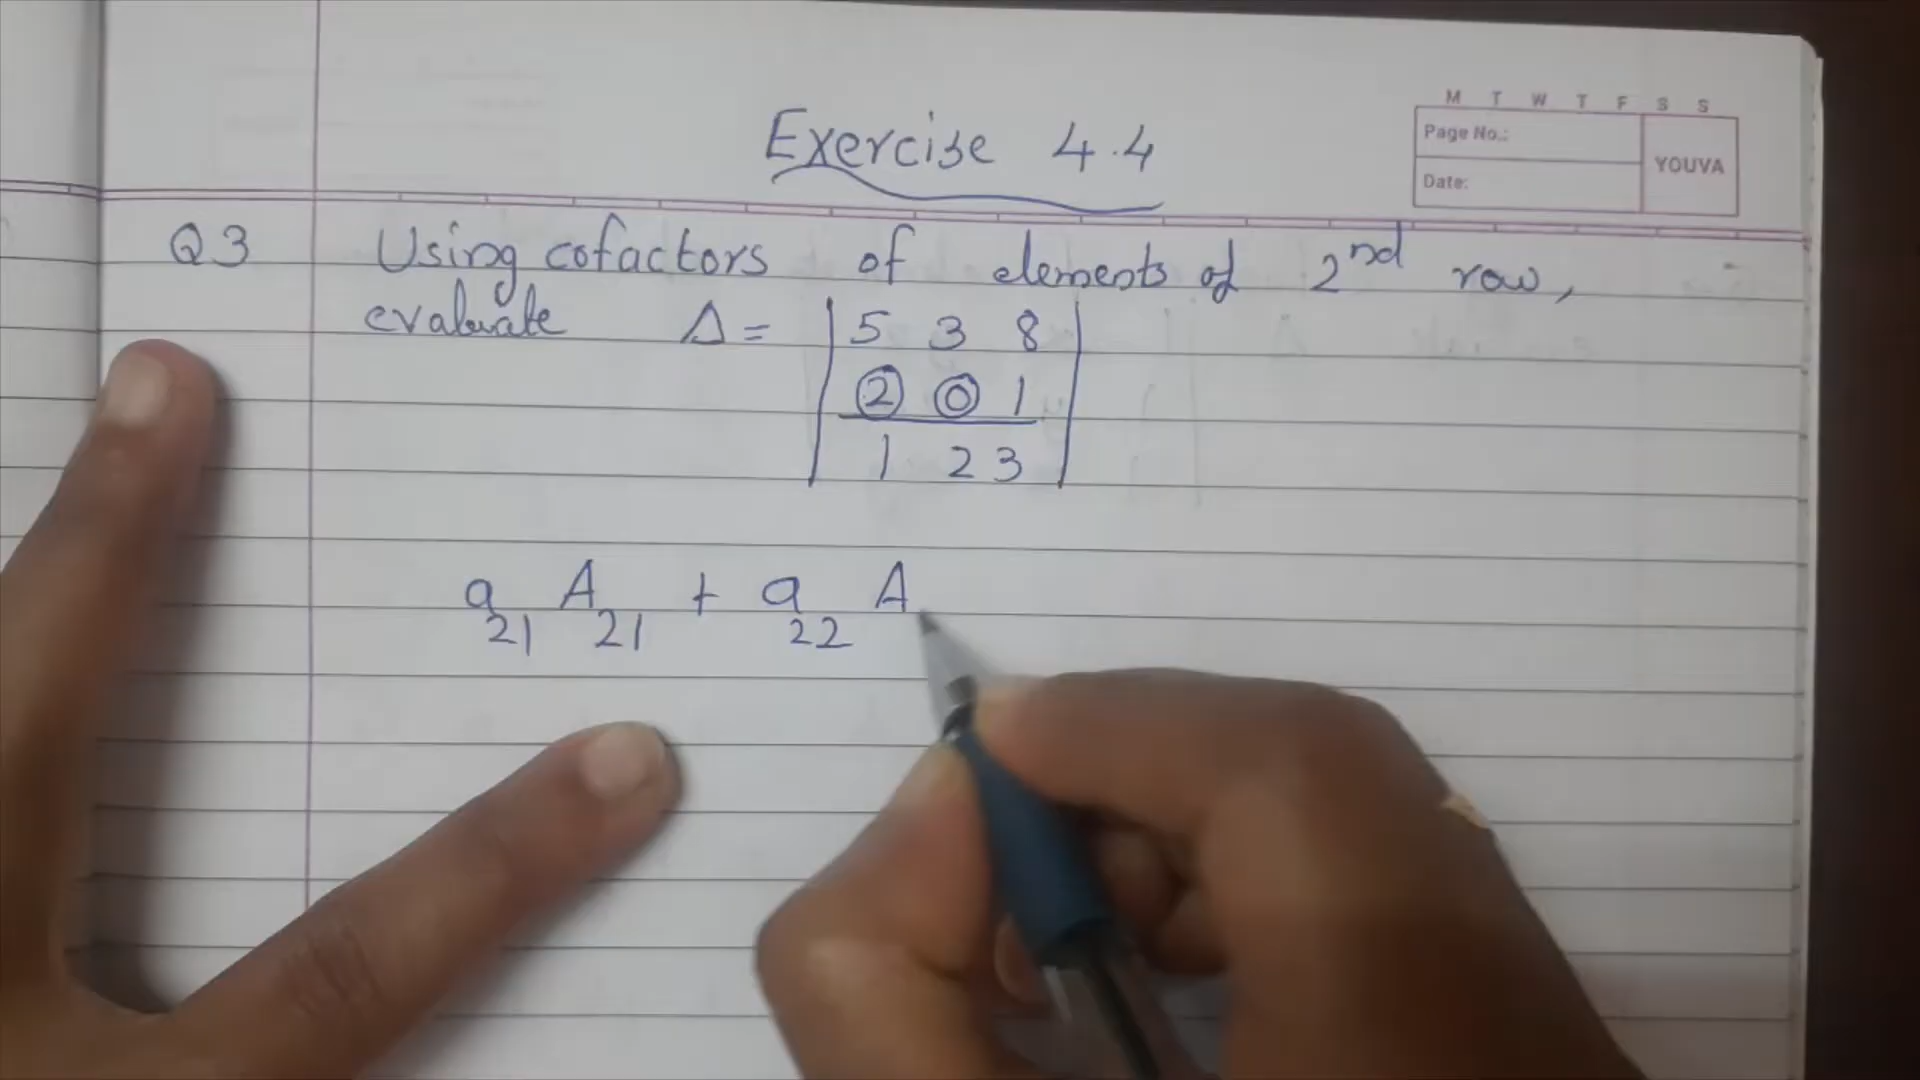 M T W T F S S
Page No.:
YOUVA
Date:
Exercise 4.4
Q3 Using cofactors of elements of 2nd row,
evaluate Δ = | 5 3 8 |
| 2 0 1 |
| 1 2 3 |
a21 A21 + a22 A